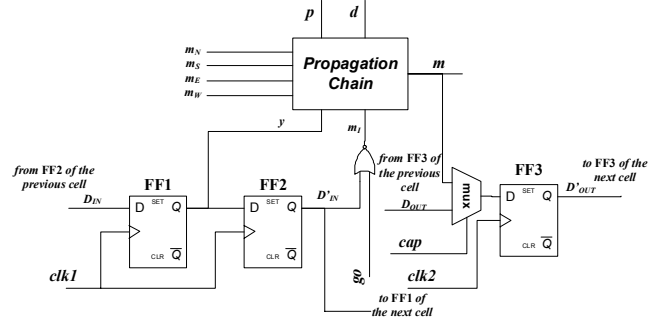 p d
m_N
m_S
m_E
m_W
Propagation
Chain
m
y
m_I
from FF2 of the
previous cell
FF1
FF2
D_IN
D SET Q
CLR Q̅
D SET Q
CLR Q̅
D'_IN
clk1
go
to FF1 of
the next cell
from FF3 of
the previous
cell
D_OUT
mux
cap
clk2
FF3
D SET Q
CLR Q̅
to FF3 of the
next cell
D'_OUT